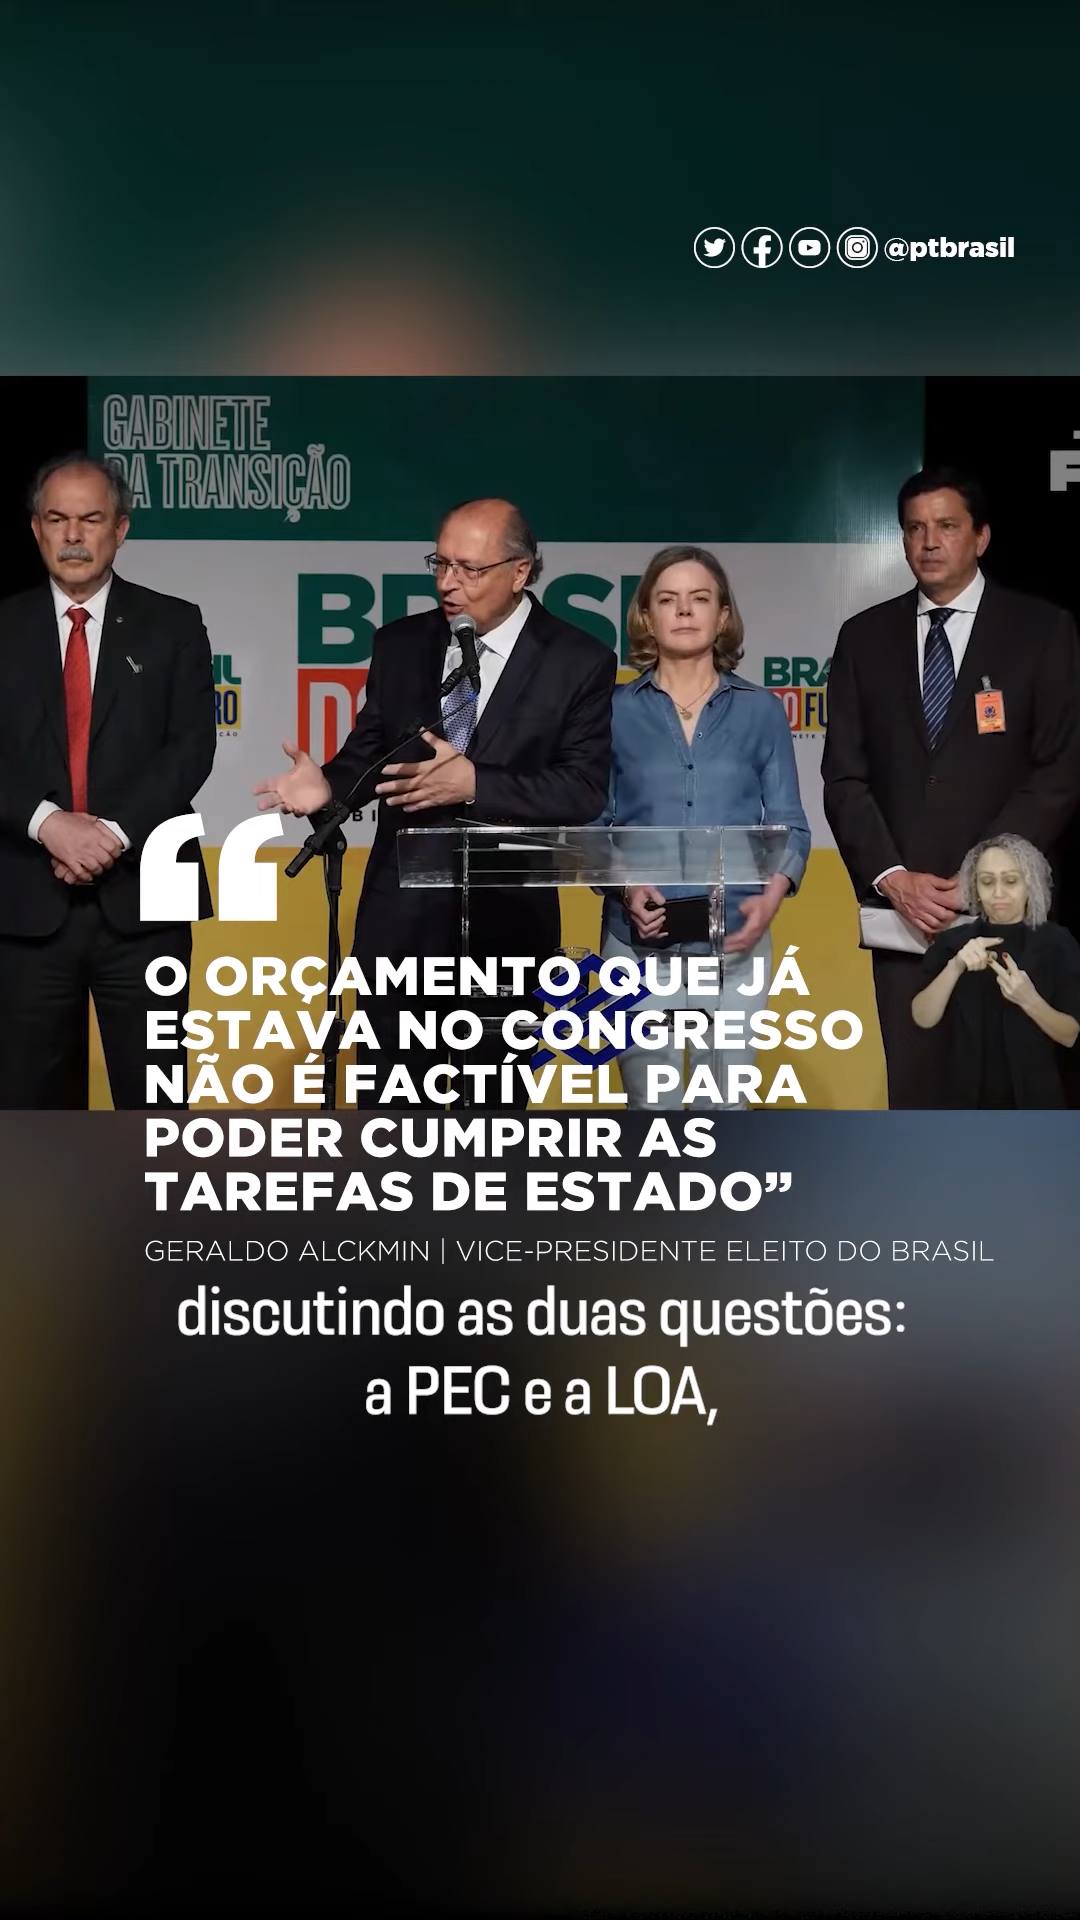 @ptbrasil
GABINETE
DA TRANSIÇÃO
BRASIL
“
O ORÇAMENTO QUE JÁ
ESTAVA NO CONGRESSO
NÃO É FACTÍVEL PARA
PODER CUMPRIR AS
TAREFAS DE ESTADO”
GERALDO ALCKMIN | VICE-PRESIDENTE ELEITO DO BRASIL
discutindo as duas questões:
a PEC e a LOA,